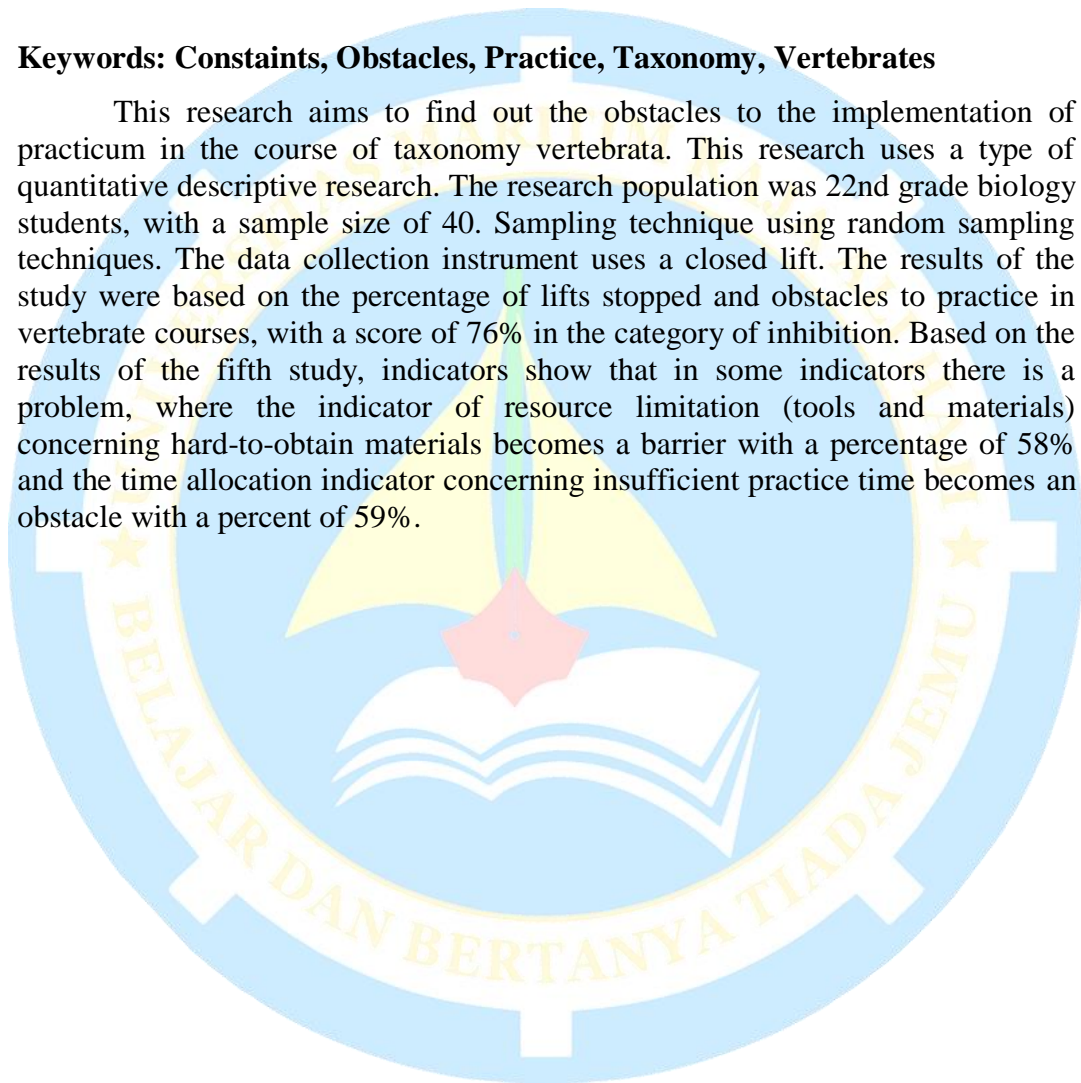 Keywords: Constaints, Obstacles, Practice, Taxonomy, Vertebrates
This research aims to find out the obstacles to the implementation of
practicum in the course of taxonomy vertebrata. This research uses a type of
quantitative descriptive research. The research population was 22nd grade biology
students, with a sample size of 40. Sampling technique using random sampling
techniques. The data collection instrument uses a closed lift. The results of the
study were based on the percentage of lifts stopped and obstacles to practice in
vertebrate courses, with a score of 76% in the category of inhibition. Based on the
results of the fifth study, indicators show that in some indicators there is a
problem, where the indicator of resource limitation (tools and materials)
concerning hard-to-obtain materials becomes a barrier with a percentage of 58%
and the time allocation indicator concerning insufficient practice time becomes an
obstacle with a percent of 59%.
BELAJAR DAN BERTANYA TIADA JEMU